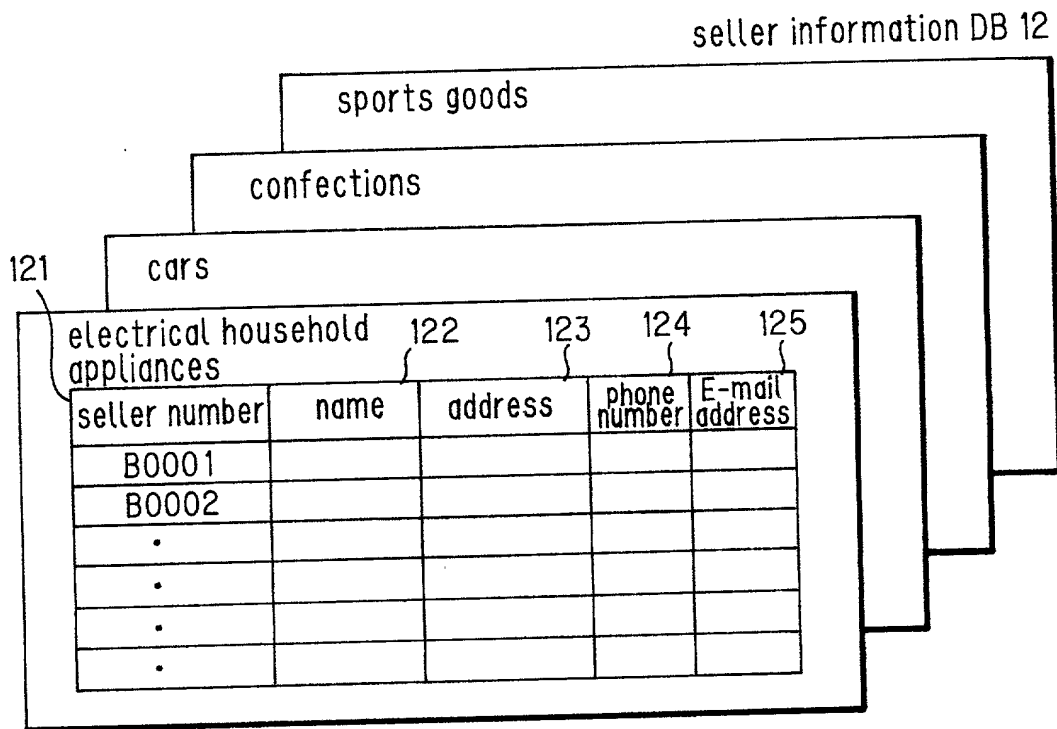 seller information DB 12
sports goods
confections
cars
121
electrical household
appliances
122
123
124
125
seller number
name
address
phone
number
E-mail
address
B0001
B0002